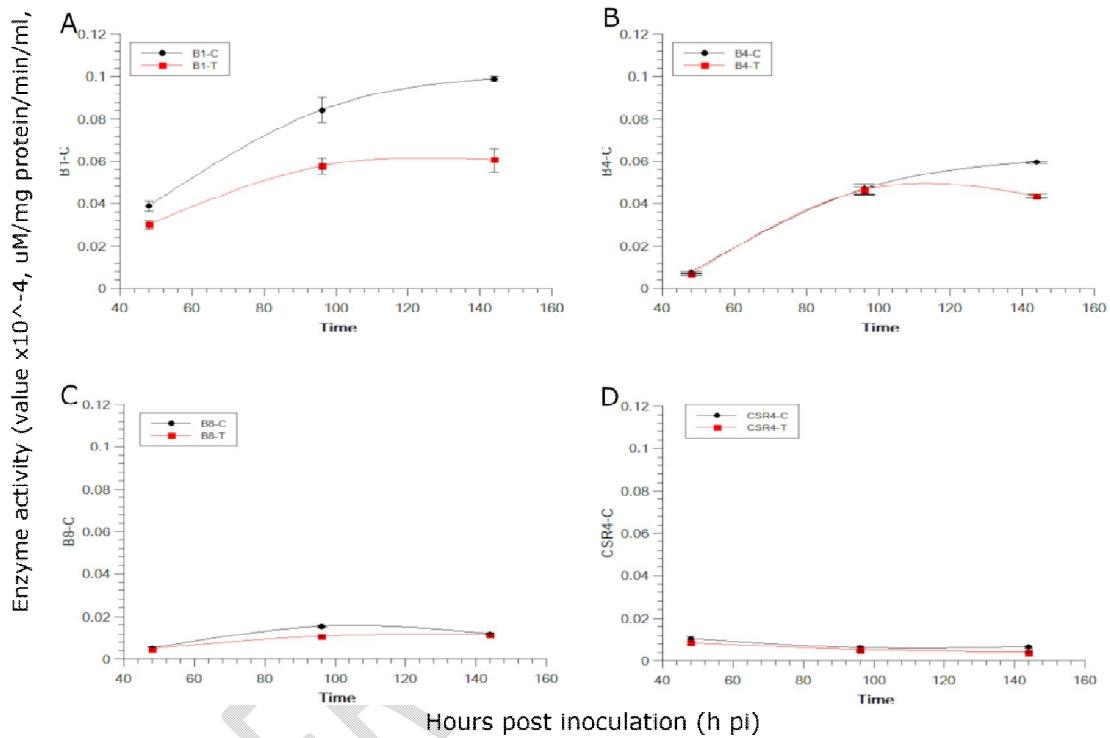 Enzyme activity (value x10^-4, uM/mg protein/min/ml,
A
0.12
0.1
0.08
0.06
0.04
0.02
0
B1-C
B1-C
B1-T
40 60 80 100 120 140 160
Time
B
0.12
0.1
0.08
0.06
0.04
0.02
0
B4-C
B4-C
B4-T
40 60 80 100 120 140 160
Time
C
0.12
0.1
0.08
0.06
0.04
0.02
0
B8-C
B8-C
B8-T
40 60 80 100 120 140 160
Time
D
0.12
0.1
0.08
0.06
0.04
0.02
0
CSR4-C
CSR4-C
CSR4-T
40 60 80 100 120 140 160
Time
Hours post inoculation (h pi)